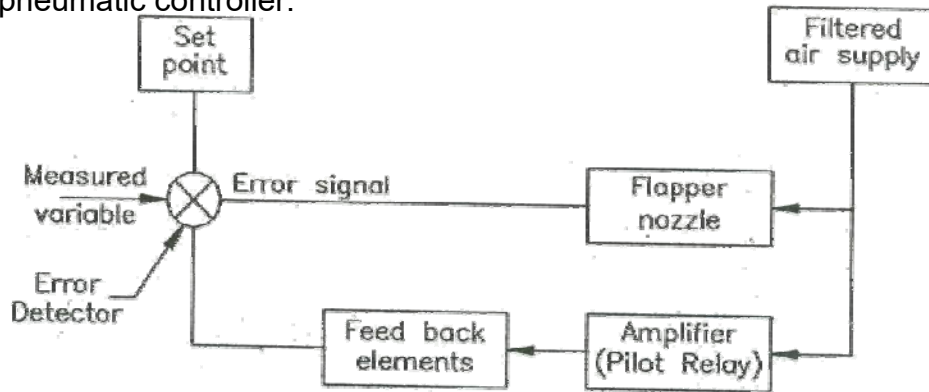 pneumatic controller.
Set
point
Filtered
air supply
Measured
variable
Error signal
Flapper
nozzle
Error
Detector
Feed back
elements
Amplifier
(Pilot Relay)